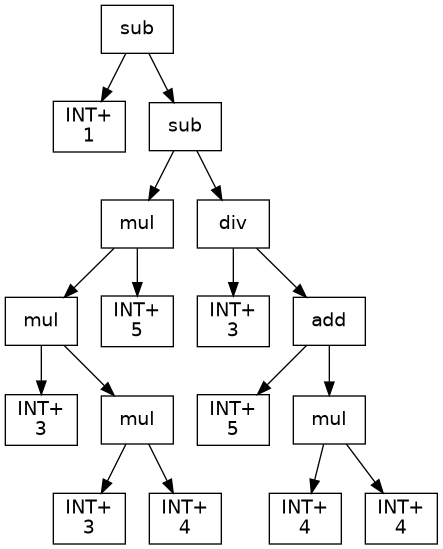 sub
INT+
1
sub
mul
div
mul
INT+
5
INT+
3
add
INT+
3
mul
INT+
5
mul
INT+
3
INT+
4
INT+
4
INT+
4